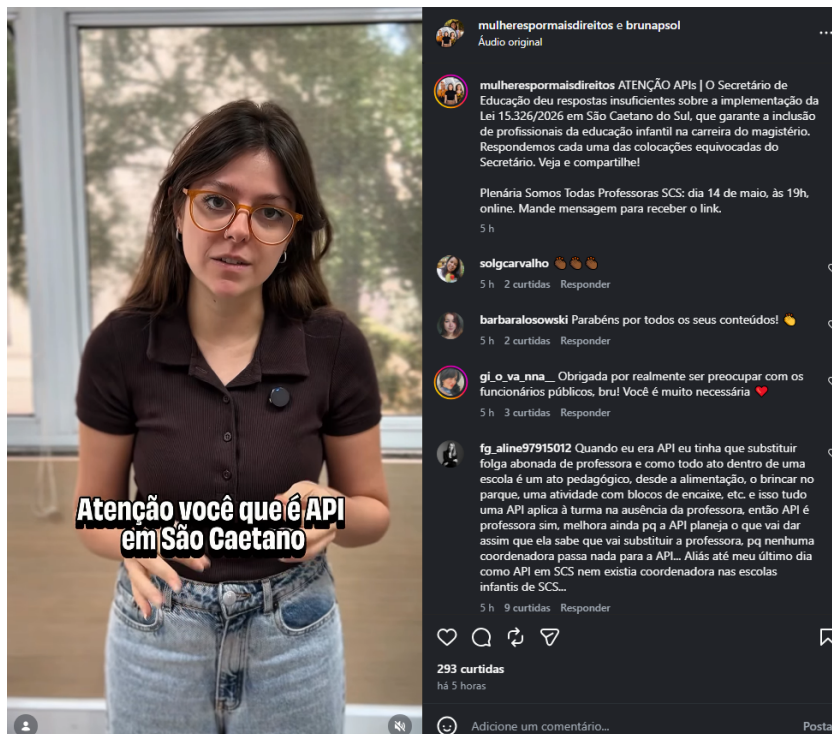 Atenção você que é API
em São Caetano
mulherespormaisdireitos e brunapsol
Áudio original
mulherespormaisdireitos ATENÇÃO APIs | O Secretário de
Educação deu respostas insuficientes sobre a implementação da
Lei 15.326/2026 em São Caetano do Sul, que garante a inclusão
de profissionais da educação infantil na carreira do magistério.
Respondemos cada uma das colocações equivocadas do
Secretário. Veja e compartilhe!
Plenária Somos Todas Professoras SCS: dia 14 de maio, às 19h,
online. Mande mensagem para receber o link.
5 h
solgcarvalho 👏🏾👏🏾👏🏾
5 h 2 curtidas Responder
barbaralosowski Parabéns por todos os seus conteúdos! 👏
5 h 2 curtidas Responder
gi_o_va_nna__ Obrigada por realmente ser preocupar com os
funcionários públicos, bru! Você é muito necessária ❤️
5 h 3 curtidas Responder
fg_aline97915012 Quando eu era API eu tinha que substituir
folga abonada de professora e como todo ato dentro de uma
escola é um ato pedagógico, desde a alimentação, o brincar no
parque, uma atividade com blocos de encaixe, etc. e isso tudo
uma API aplica à turma na ausência da professora, então API é
professora sim, melhora ainda pq a API planeja o que vai dar
assim que ela sabe que vai substituir a professora, pq nenhuma
coordenadora passa nada para a API... Aliás até meu último dia
como API em SCS nem existia coordenadora nas escolas
infantis de SCS...
5 h 9 curtidas Responder
293 curtidas
há 5 horas
Adicione um comentário...
Posta